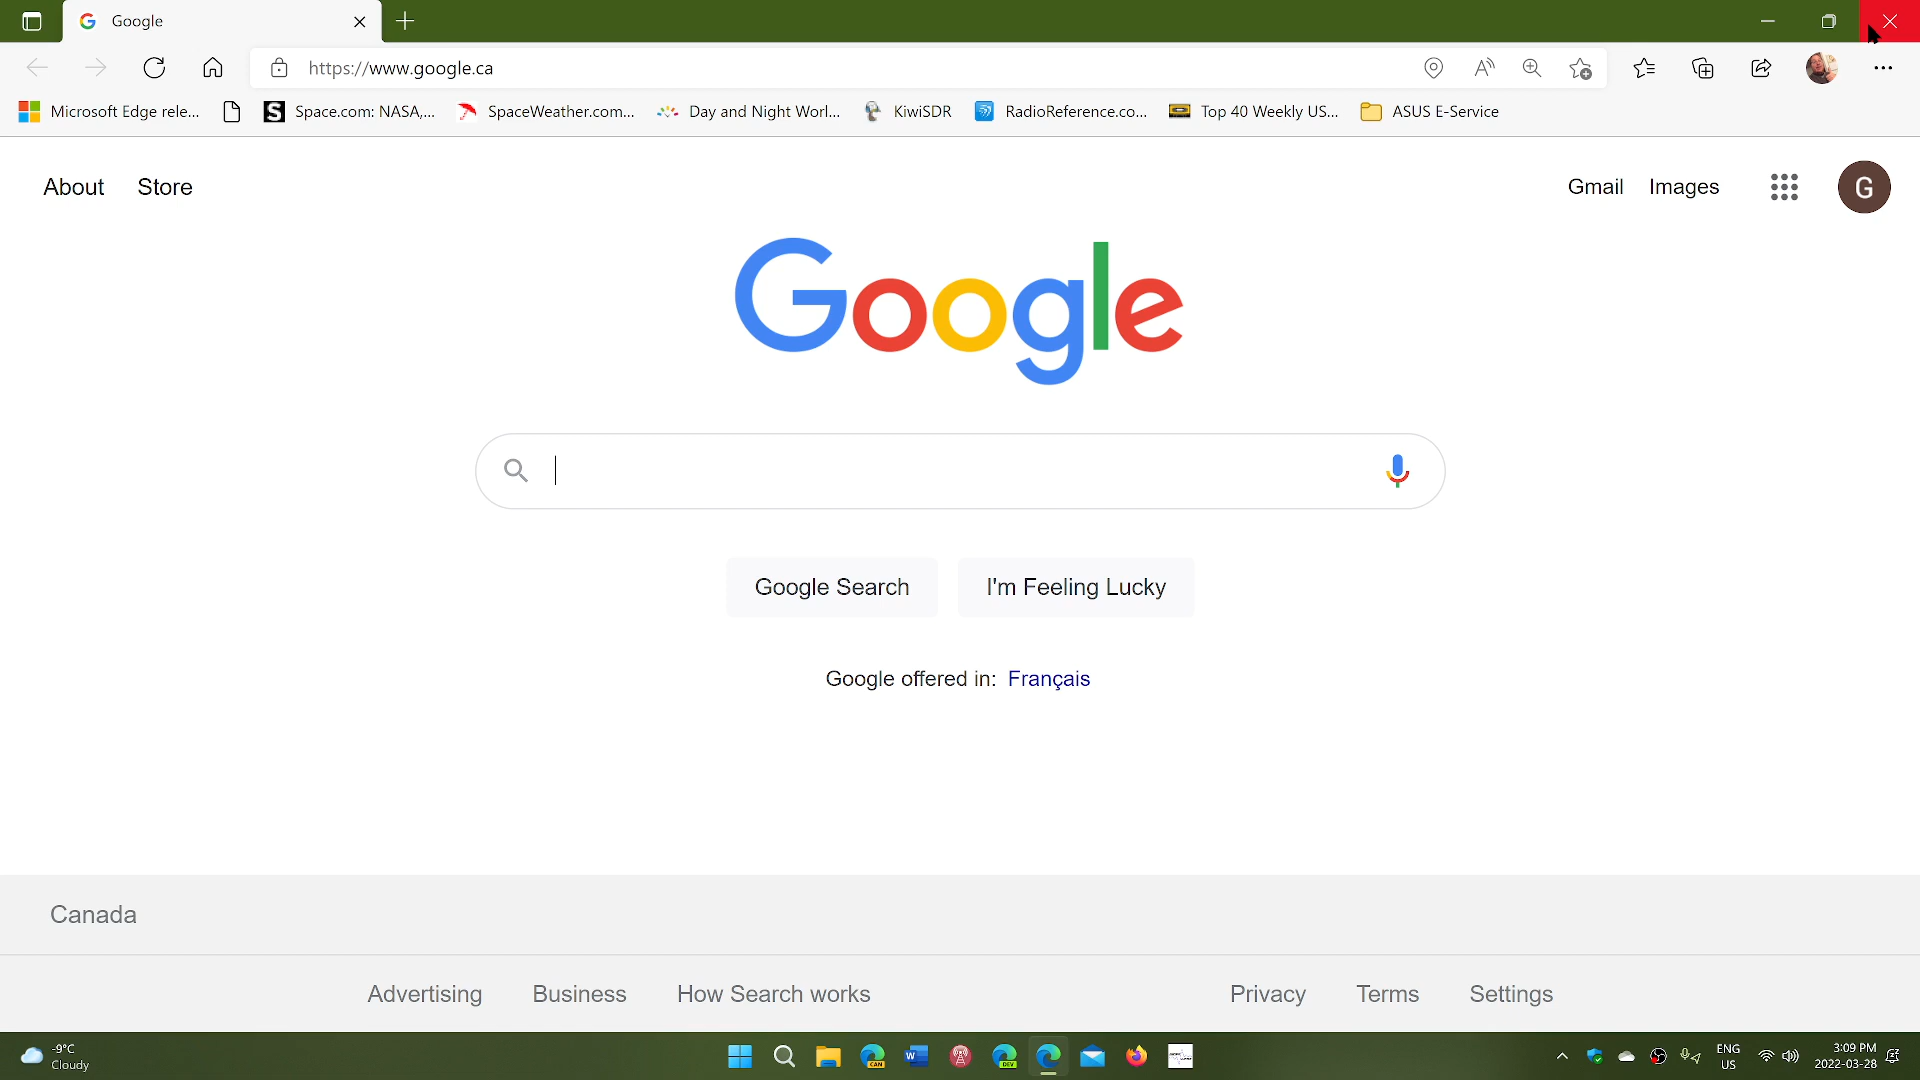 Google
https://www.google.ca
Microsoft Edge rele... Space.com: NASA,... SpaceWeather.com... Day and Night Worl... KiwiSDR RadioReference.co... Top 40 Weekly US... ASUS E-Service
About Store Gmail Images G
Google
Google Search I'm Feeling Lucky
Google offered in: Français
Canada
Advertising Business How Search works Privacy Terms Settings
-9°C
Cloudy
CAN
DEV
ENG
US
3:09 PM
2022-03-28